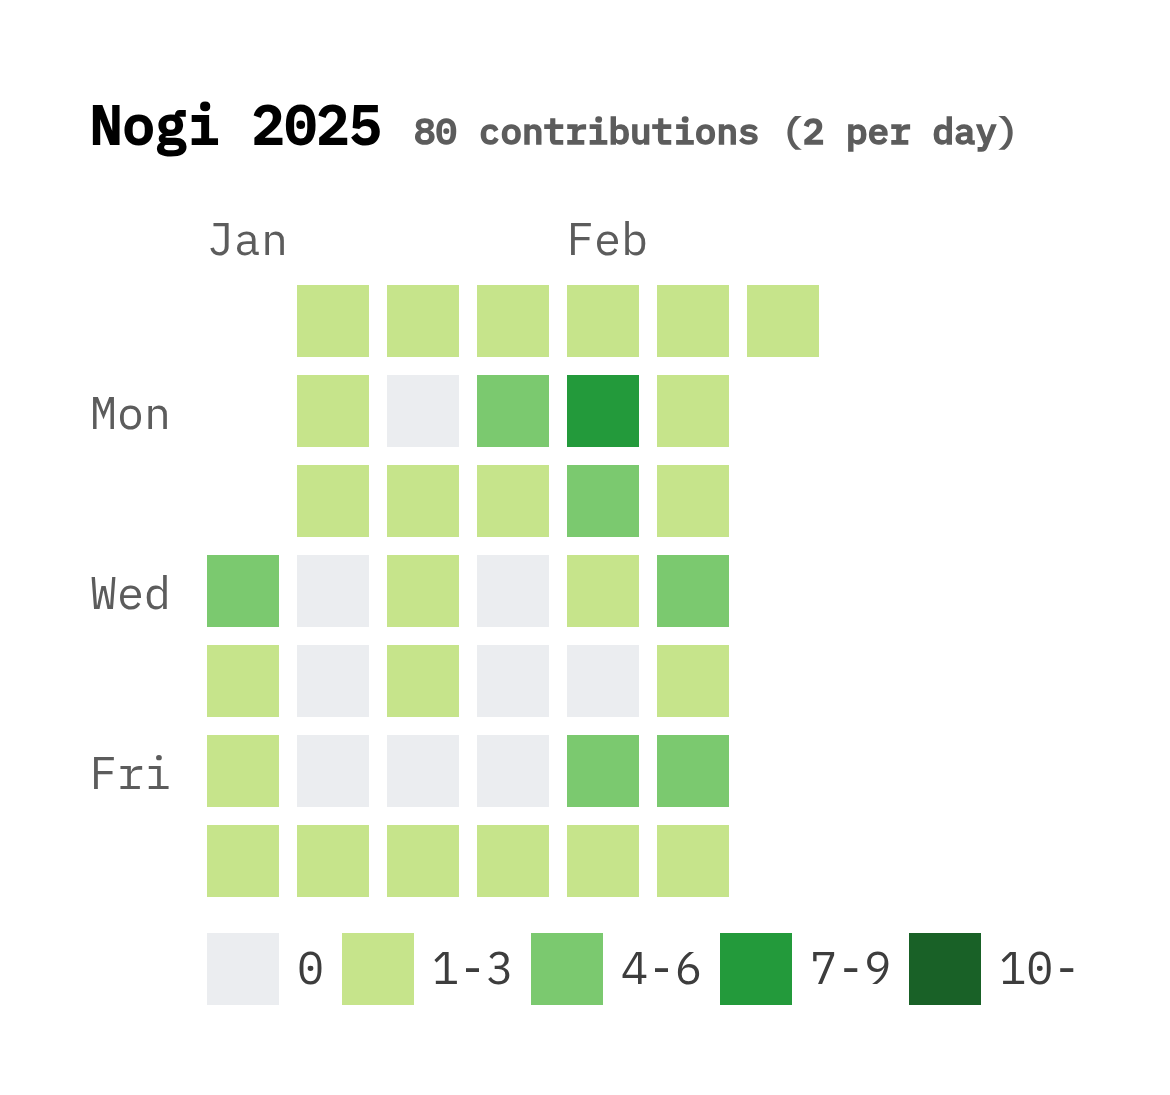 Nogi 2025 80 contributions (2 per day)
Jan Feb
Mon
Wed
Fri
0 1-3 4-6 7-9 10-